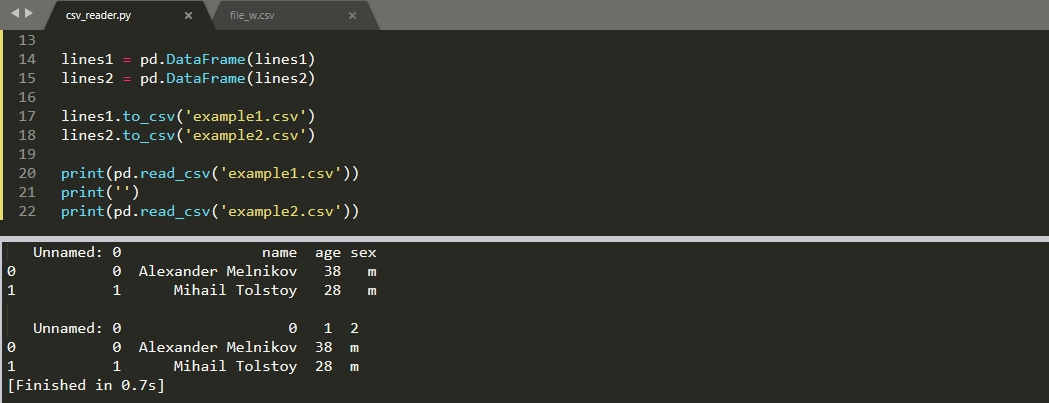 csv_reader.py × file_w.csv ×
13
14 lines1 = pd.DataFrame(lines1)
15 lines2 = pd.DataFrame(lines2)
16
17 lines1.to_csv('example1.csv')
18 lines2.to_csv('example2.csv')
19
20 print(pd.read_csv('example1.csv'))
21 print('')
22 print(pd.read_csv('example2.csv'))
Unnamed: 0 name age sex
0 0 Alexander Melnikov 38 m
1 1 Mihail Tolstoy 28 m
Unnamed: 0 0 1 2
0 0 Alexander Melnikov 38 m
1 1 Mihail Tolstoy 28 m
[Finished in 0.7s]